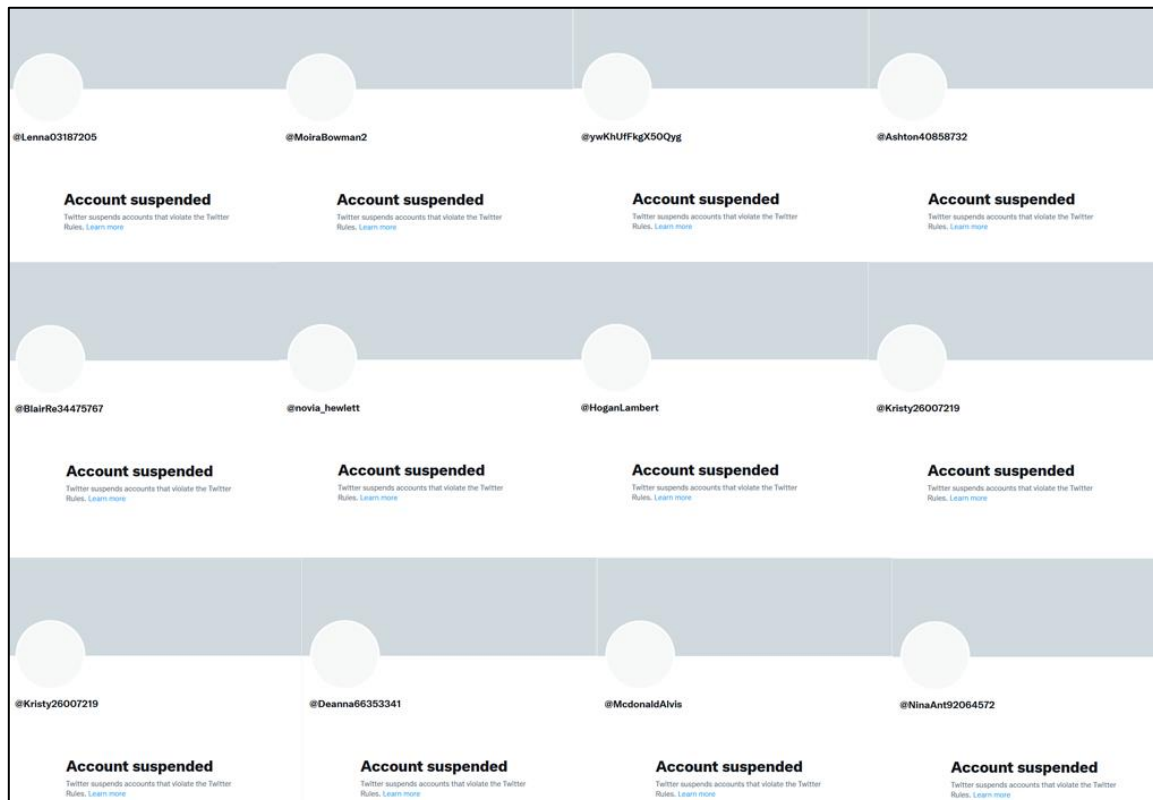 @Lenna03187205
Account suspended
Twitter suspends accounts that violate the Twitter
Rules. Learn more
@MoiraBowman2
Account suspended
Twitter suspends accounts that violate the Twitter
Rules. Learn more
@ywKhUfFkgX50Qyg
Account suspended
Twitter suspends accounts that violate the Twitter
Rules. Learn more
@Ashton40858732
Account suspended
Twitter suspends accounts that violate the Twitter
Rules. Learn more
@BlairRe34475767
Account suspended
Twitter suspends accounts that violate the Twitter
Rules. Learn more
@novia_hewlett
Account suspended
Twitter suspends accounts that violate the Twitter
Rules. Learn more
@HoganLambert
Account suspended
Twitter suspends accounts that violate the Twitter
Rules. Learn more
@Kristy26007219
Account suspended
Twitter suspends accounts that violate the Twitter
Rules. Learn more
@Kristy26007219
Account suspended
Twitter suspends accounts that violate the Twitter
Rules. Learn more
@Deanna66353341
Account suspended
Twitter suspends accounts that violate the Twitter
Rules. Learn more
@McdonaldAlvis
Account suspended
Twitter suspends accounts that violate the Twitter
Rules. Learn more
@NinaAnt92064572
Account suspended
Twitter suspends accounts that violate the Twitter
Rules. Learn more